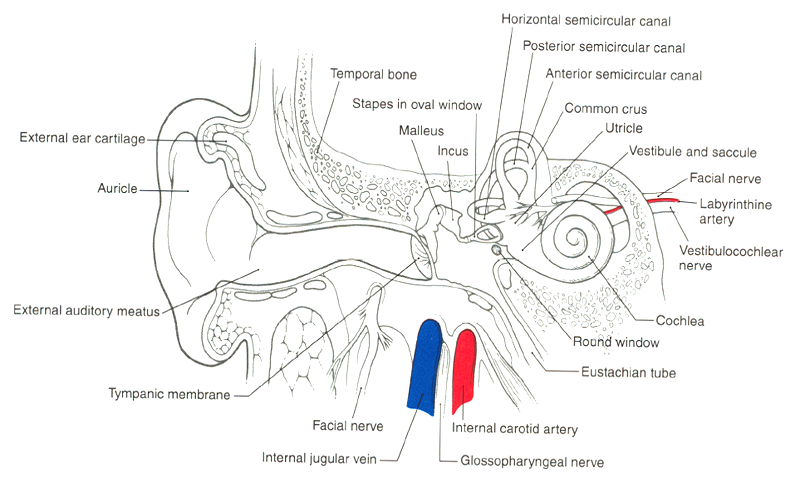 Horizontal semicircular canal
Posterior semicircular canal
Temporal bone
Anterior semicircular canal
Stapes in oval window
Common crus
Malleus
Utricle
External ear cartilage
Incus
Vestibule and saccule
Facial nerve
Auricle
Labyrinthine
artery
Vestibulocochlear
nerve
External auditory meatus
Cochlea
Round window
Eustachian tube
Tympanic membrane
Facial nerve
Internal carotid artery
Internal jugular vein
Glossopharyngeal nerve